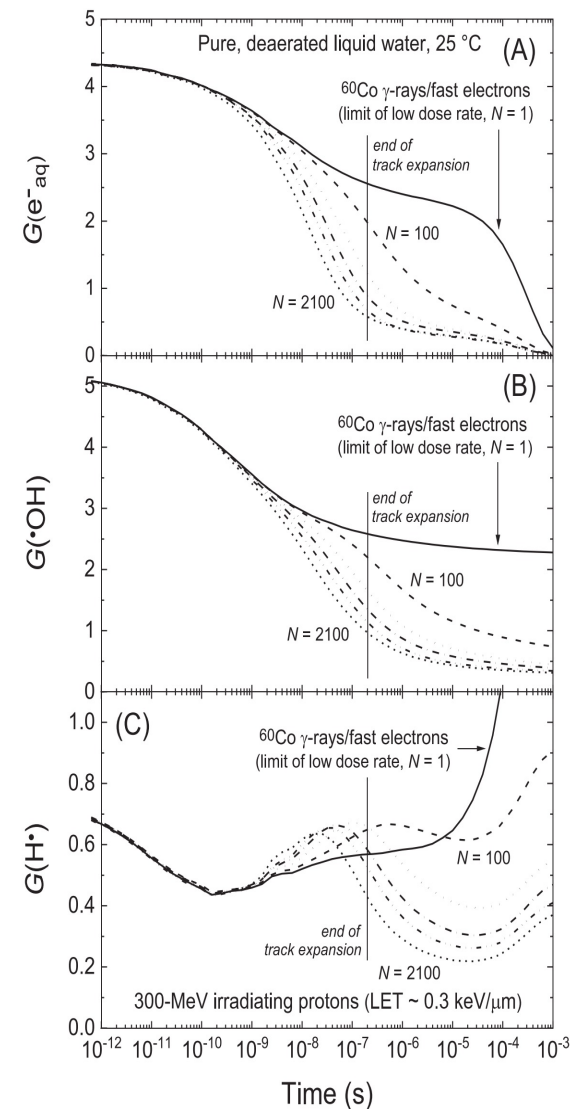 Pure, deaerated liquid water, 25 °C
(A)
⁶⁰Co γ-rays/fast electrons
(limit of low dose rate, N = 1)
end of
track expansion
N = 100
N = 2100
G(e⁻aq)
5
4
3
2
1
0
(B)
⁶⁰Co γ-rays/fast electrons
(limit of low dose rate, N = 1)
end of
track expansion
N = 100
N = 2100
G(•OH)
5
4
3
2
1
0
(C)
⁶⁰Co γ-rays/fast electrons
(limit of low dose rate, N = 1)
N = 100
end of
track expansion
N = 2100
300-MeV irradiating protons (LET ~ 0.3 keV/μm)
G(H•)
1.0
0.8
0.6
0.4
0.2
0.0
10⁻¹² 10⁻¹¹ 10⁻¹⁰ 10⁻⁹ 10⁻⁸ 10⁻⁷ 10⁻⁶ 10⁻⁵ 10⁻⁴ 10⁻³
Time (s)